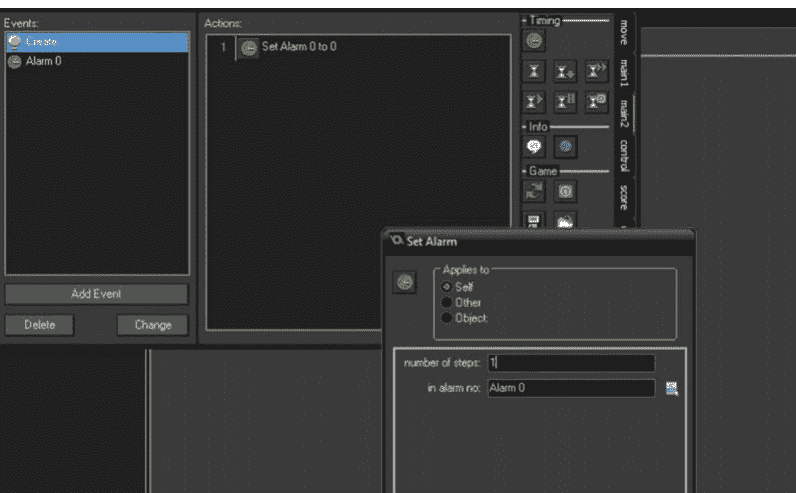 Events:
Create
Alarm 0
Add Event
Delete
Change
Actions:
1 Set Alarm 0 to 0
Timing
Info
Game
move
main1
main2
control
score
Set Alarm
Applies to
Self
Other
Object:
number of steps: 1
in alarm no: Alarm 0